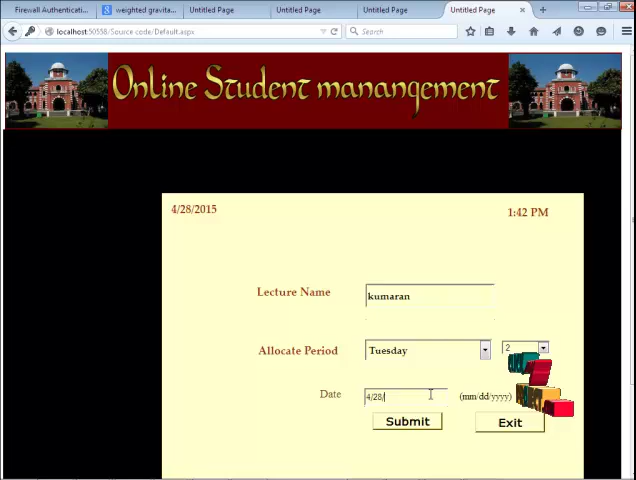 Firewall Authenticati...
weighted gravita...
Untitled Page
Untitled Page
Untitled Page
Untitled Page
localhost:50558/Source code/Default.aspx
Search
Online Student manangement
4/28/2015
1:42 PM
Lecture Name
kumaran
Allocate Period
Tuesday
2
Date
4/28/
(mm/dd/yyyy)
Submit
Exit